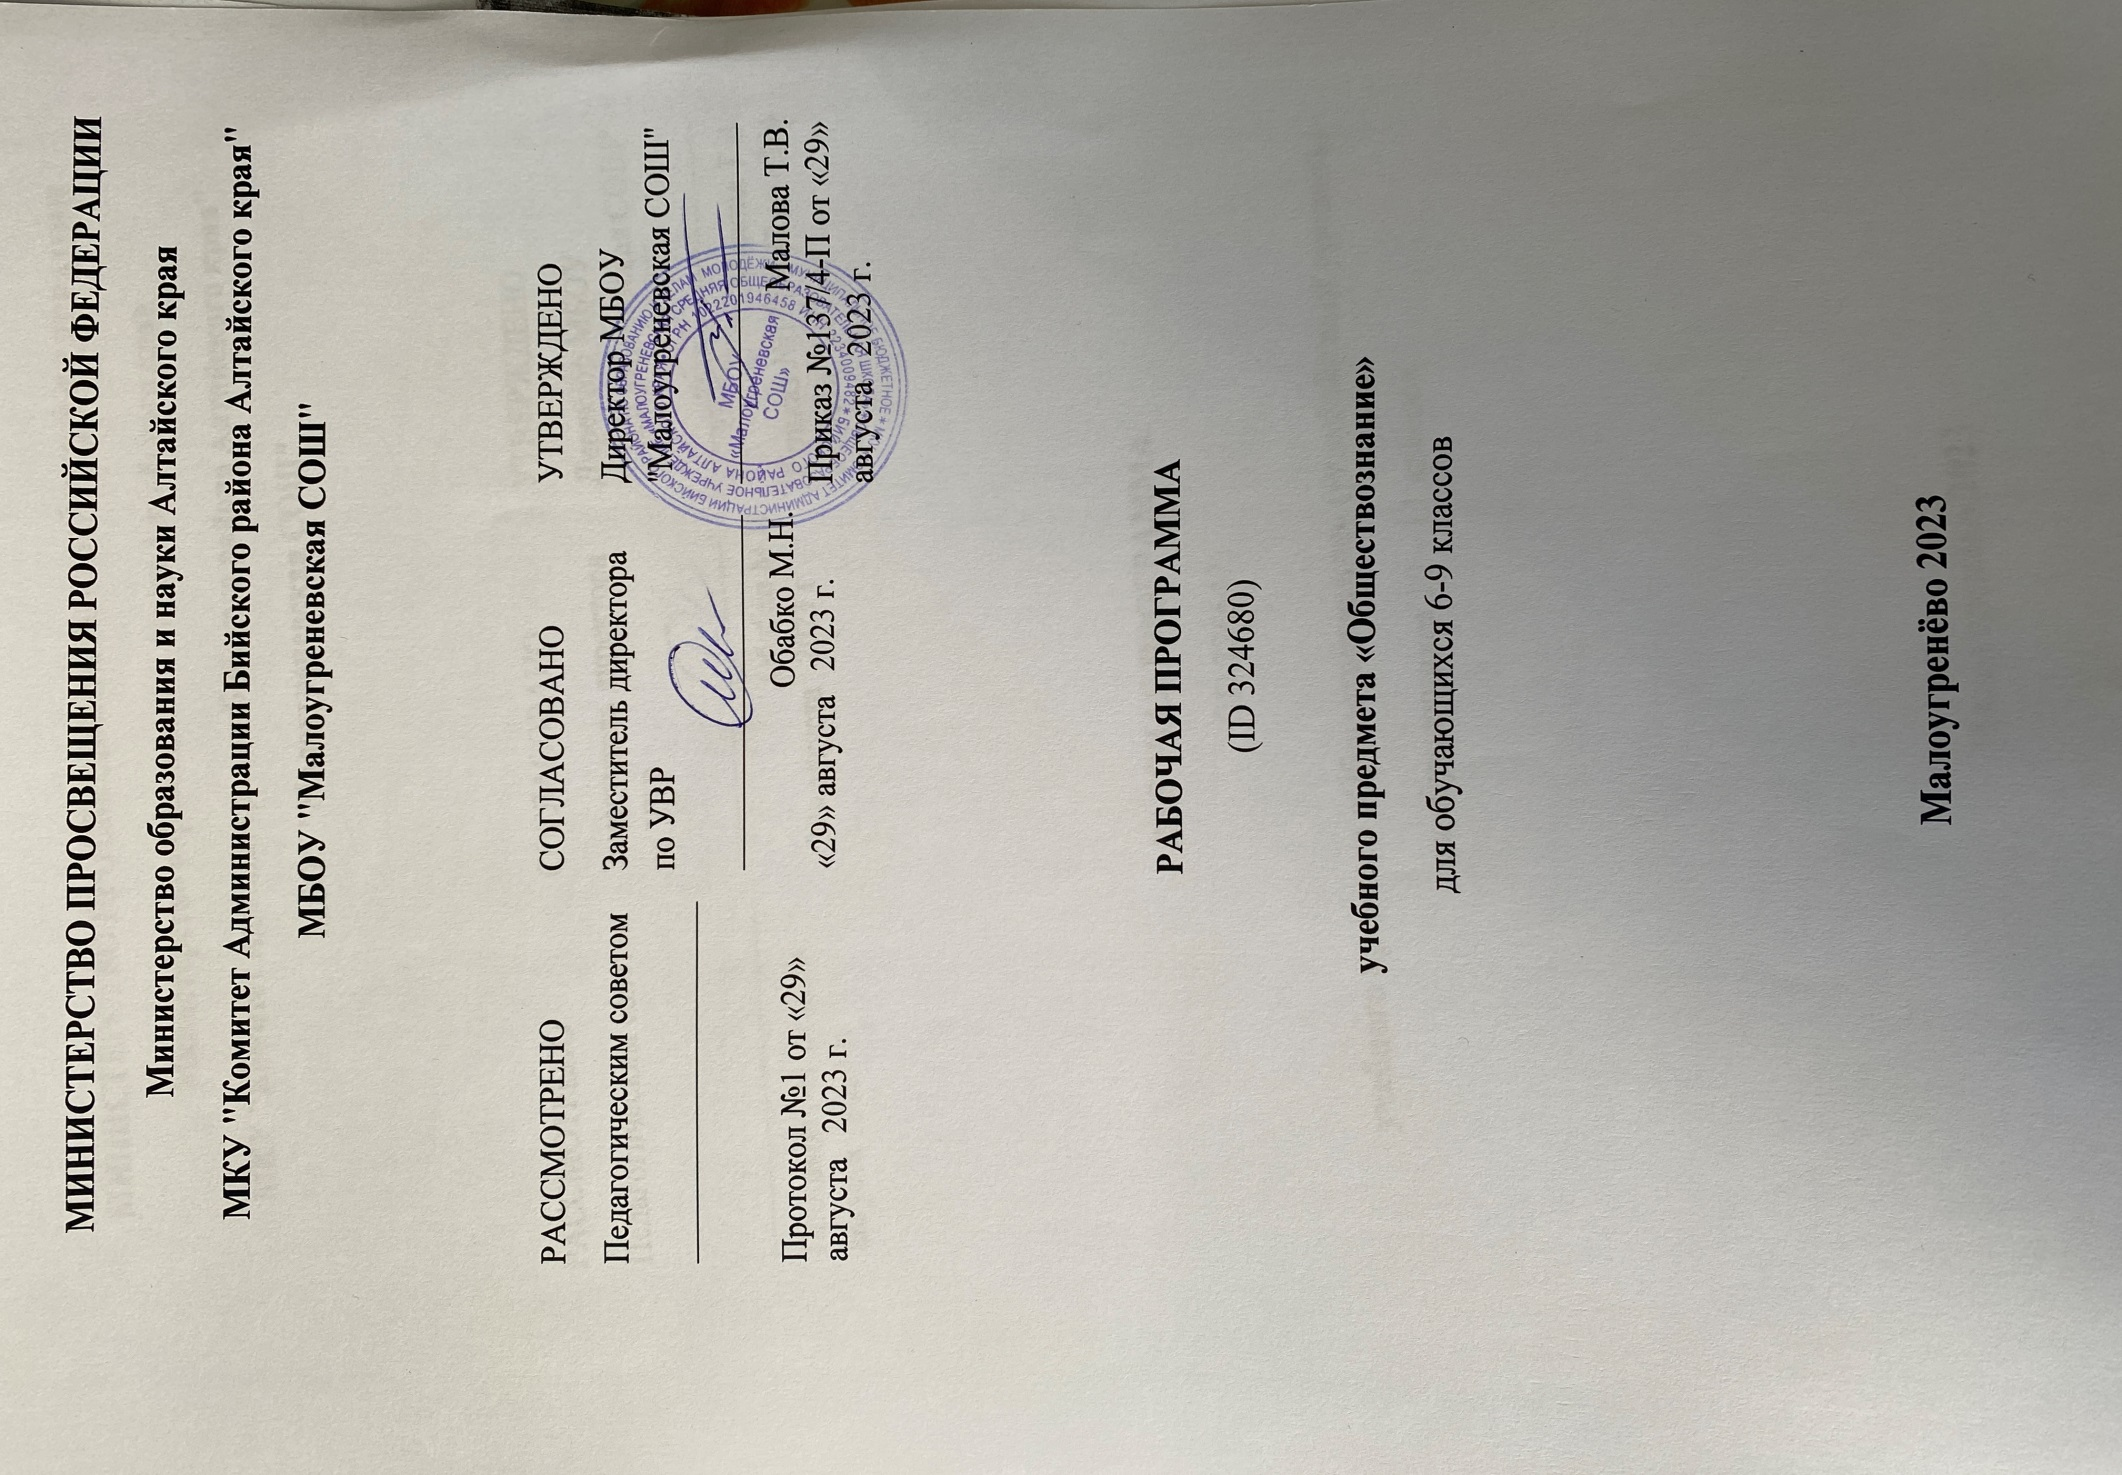 МИНИСТЕРСТВО ПРОСВЕЩЕНИЯ РОССИЙСКОЙ ФЕДЕРАЦИИ
Министерство образования и науки Алтайского края
МКУ "Комитет Администрации Бийского района Алтайского края"
МБОУ "Малоугреневская СОШ"
РАССМОТРЕНО
Педагогическим советом
Протокол №1 от «29»
августа 2023 г.
СОГЛАСОВАНО
Заместитель директора
по УВР
Обабко М.Н.
«29» августа 2023 г.
УТВЕРЖДЕНО
Директор МБОУ
"Малоугреневская СОШ"
Малова Т.В.
Приказ №137/4-П от «29»
августа 2023 г.
МБОУ
«Малоугреневская
СОШ»
РАБОЧАЯ ПРОГРАММА
(ID 324680)
учебного предмета «Обществознание»
для обучающихся 6-9 классов
Малоугренёво 2023